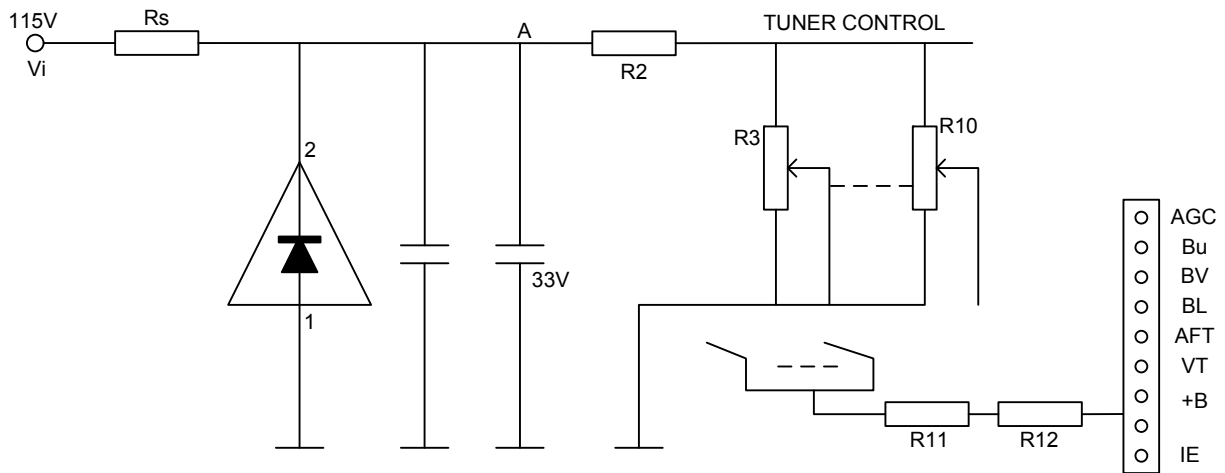 115V
Rs
Vi
A
R2
TUNER CONTROL
R3
R10
2
1
33V
R11
R12
AGC
Bu
BV
BL
AFT
VT
+B
IE